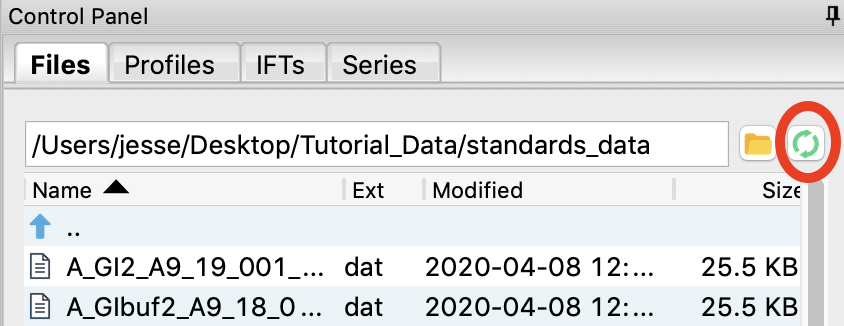 Control Panel
Files Profiles IFTs Series
/Users/jesse/Desktop/Tutorial_Data/standards_data
Name Ext Modified Size
..
A_GI2_A9_19_001_... dat 2020-04-08 12:... 25.5 KB
A_GIbuf2_A9_18_0... dat 2020-04-08 12:... 25.5 KB